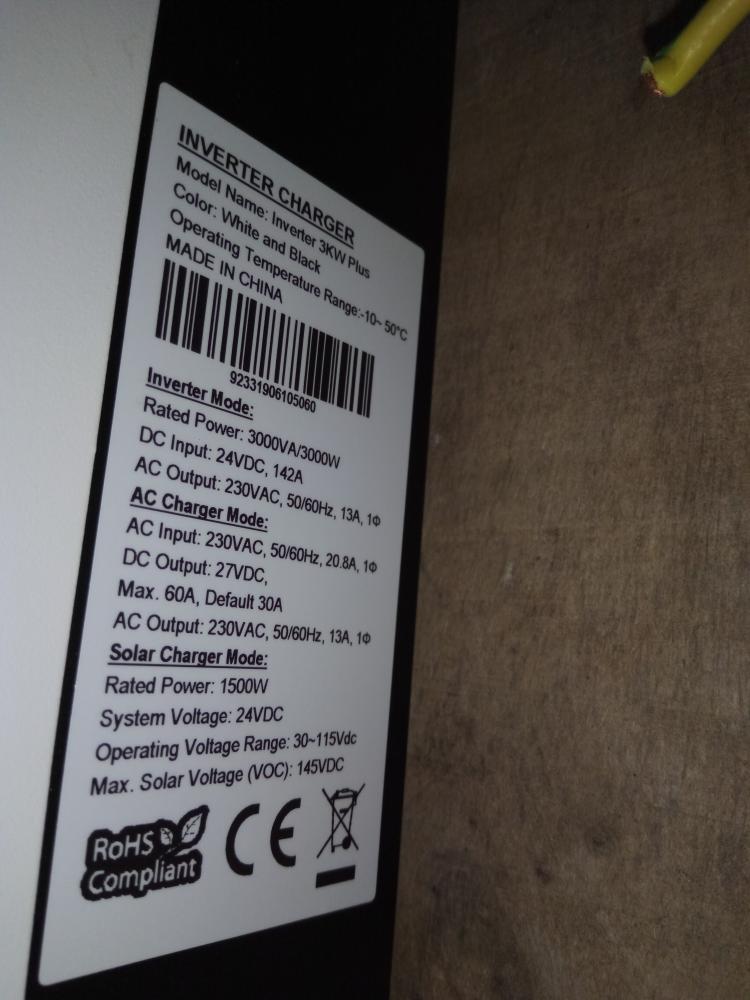 INVERTER CHARGER
Model Name: Inverter 3KW Plus
Color: White and Black
Operating Temperature Range:-10~ 50°C
MADE IN CHINA
92331906105060
Inverter Mode:
Rated Power: 3000VA/3000W
DC Input: 24VDC, 142A
AC Output: 230VAC, 50/60Hz, 13A, 1Φ
AC Charger Mode:
AC Input: 230VAC, 50/60Hz, 20.8A, 1Φ
DC Output: 27VDC,
Max. 60A, Default 30A
AC Output: 230VAC, 50/60Hz, 13A, 1Φ
Solar Charger Mode:
Rated Power: 1500W
System Voltage: 24VDC
Operating Voltage Range: 30~115Vdc
Max. Solar Voltage (VOC): 145VDC
RoHS
Compliant
CE